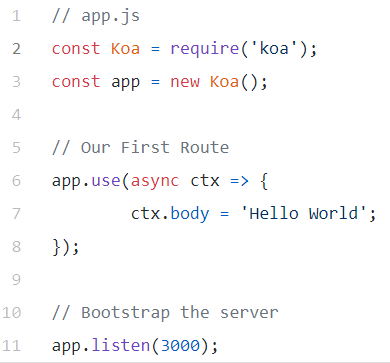 1 // app.js
2 const Koa = require('koa');
3 const app = new Koa();
4
5 // Our First Route
6 app.use(async ctx => {
7         ctx.body = 'Hello World';
8 });
9
10 // Bootstrap the server
11 app.listen(3000);